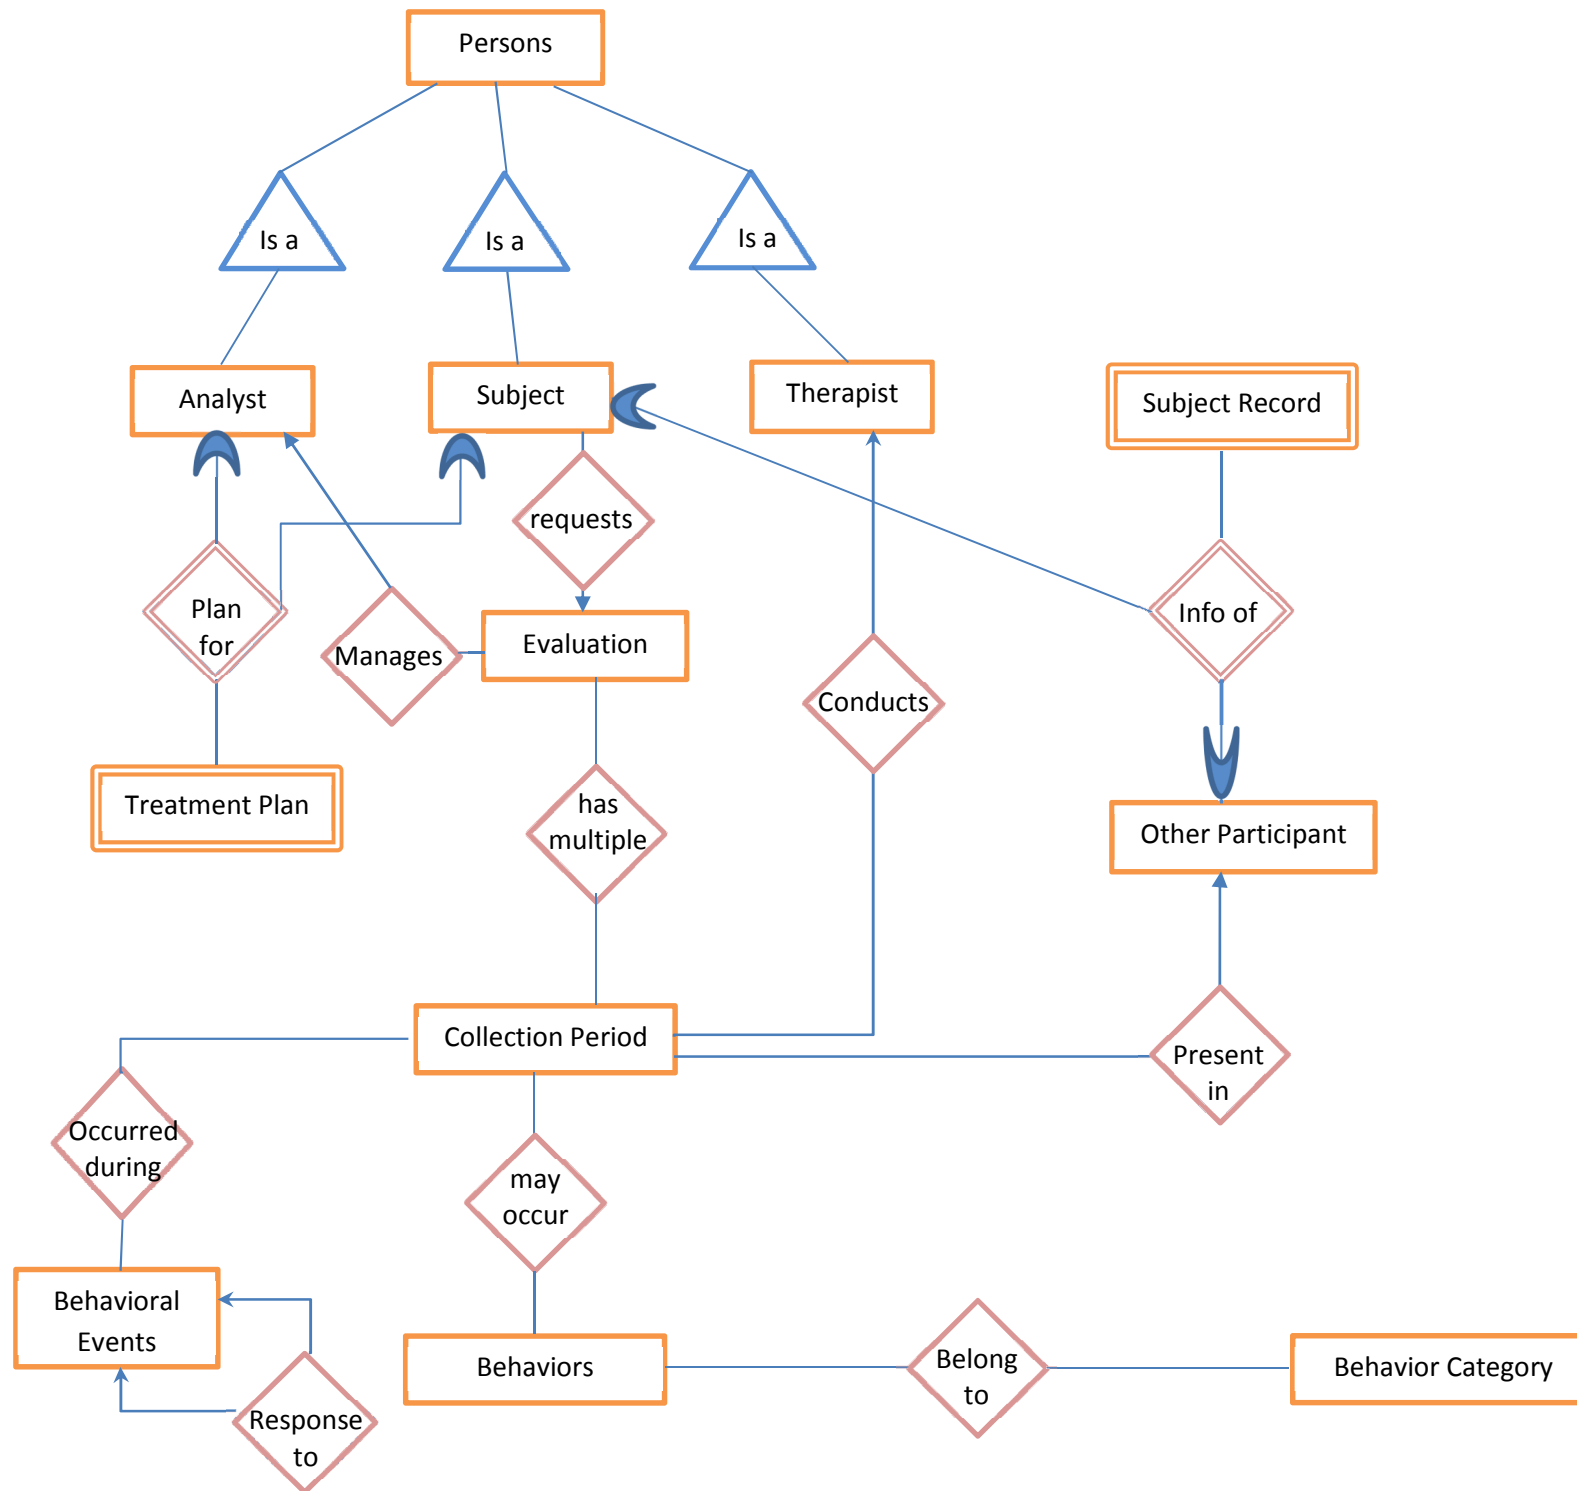 Persons
Is a
Is a
Is a
Analyst
Subject
Therapist
Subject Record
requests
Plan
for
Manages
Evaluation
Info of
Conducts
Treatment Plan
has
multiple
Other Participant
Collection Period
Present
in
Occurred
during
may
occur
Behavioral
Events
Behaviors
Belong
to
Behavior Category
Response
to